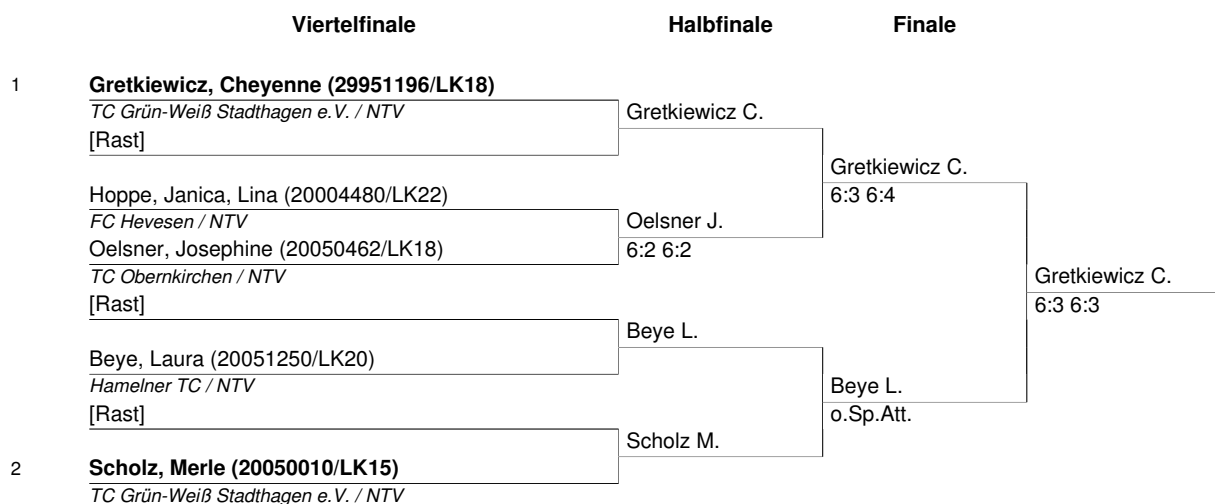 Viertelfinale Halbfinale Finale
1 Gretkiewicz, Cheyenne (29951196/LK18)
TC Grün-Weiß Stadthagen e.V. / NTV Gretkiewicz C.
[Rast]
Gretkiewicz C.
Hoppe, Janica, Lina (20004480/LK22) 6:3 6:4
FC Hevesen / NTV Oelsner J.
Oelsner, Josephine (20050462/LK18) 6:2 6:2
TC Obernkirchen / NTV Gretkiewicz C.
[Rast] 6:3 6:3
Beye L.
Beye, Laura (20051250/LK20)
Hamelner TC / NTV Beye L.
[Rast] o.Sp.Att.
Scholz M.
2 Scholz, Merle (20050010/LK15)
TC Grün-Weiß Stadthagen e.V. / NTV